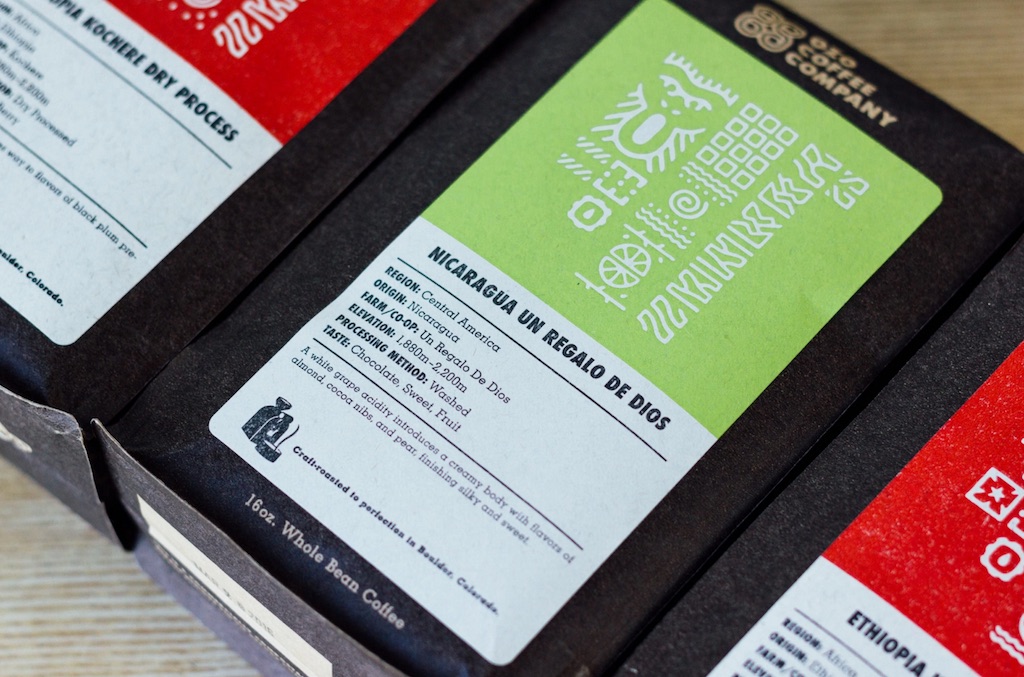 OZO
COFFEE
COMPANY
NICARAGUA UN REGALO DE DIOS
REGION: Central America
ORIGIN: Nicaragua
FARM/CO-OP: Un Regalo De Dios
ELEVATION: 1,880m-2,200m
PROCESSING METHOD: Washed
TASTE: Chocolate, Sweet, Fruit
A white grape acidity introduces a creamy body with flavors of
almond, cocoa nibs, and pear, finishing silky and sweet.
Craft-roasted to perfection in Boulder, Colorado.
16oz. Whole Bean Coffee
KOCHERE DRY PROCESS
Africa
Ethiopia
Kochere
Dry Processed
way to flavors of black plum pre-
Boulder, Colorado.
ETHIOPIA
REGION: Africa
ORIGIN: